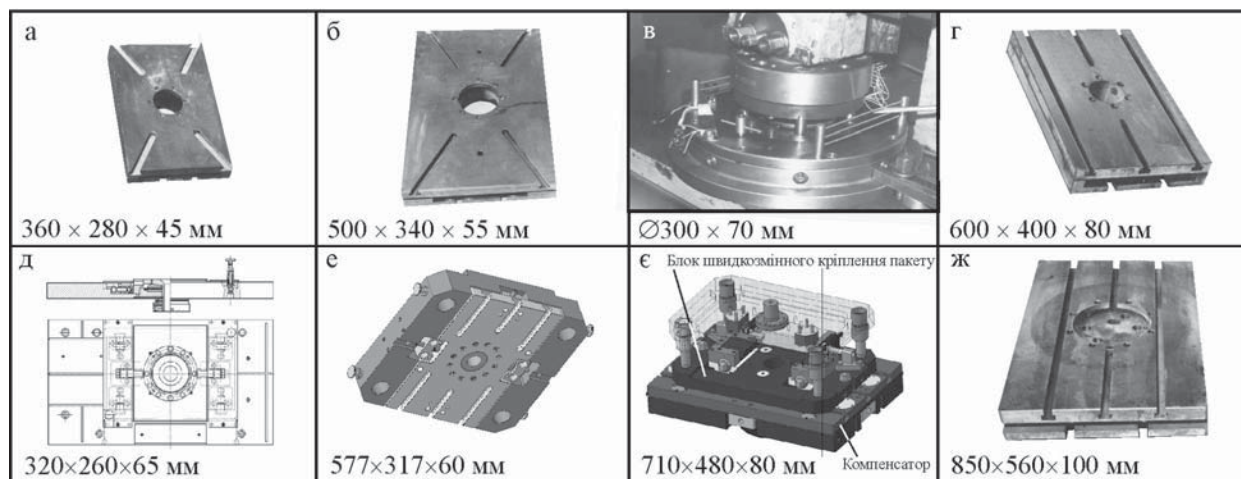 а
б
в
г
360 × 280 × 45 мм
500 × 340 × 55 мм
∅300 × 70 мм
600 × 400 × 80 мм
д
е
є
Блок швидкозмінного кріплення пакету
ж
320×260×65 мм
577×317×60 мм
710×480×80 мм
Компенсатор
850×560×100 мм